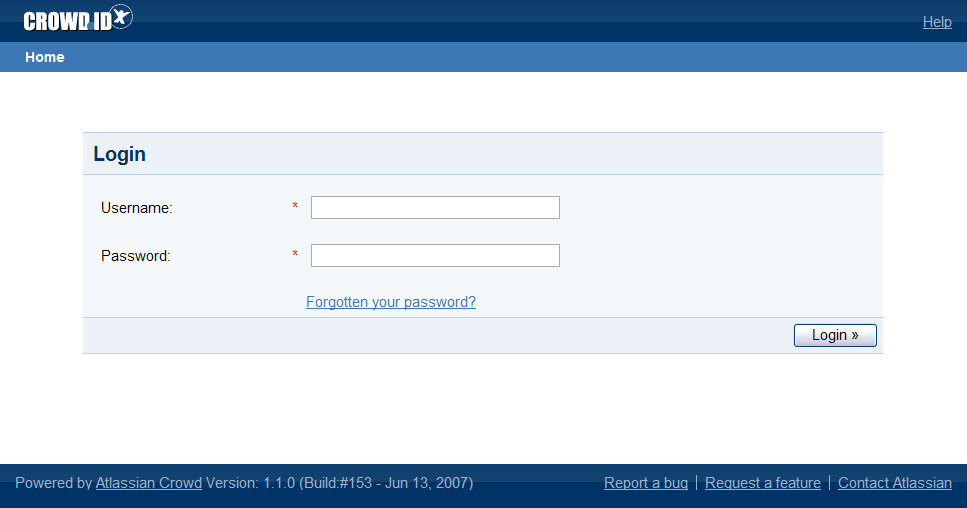 CROWD.ID
Help
Home
Login
Username: *
Password: *
Forgotten your password?
Login »
Powered by Atlassian Crowd Version: 1.1.0 (Build:#153 - Jun 13, 2007) Report a bug | Request a feature | Contact Atlassian